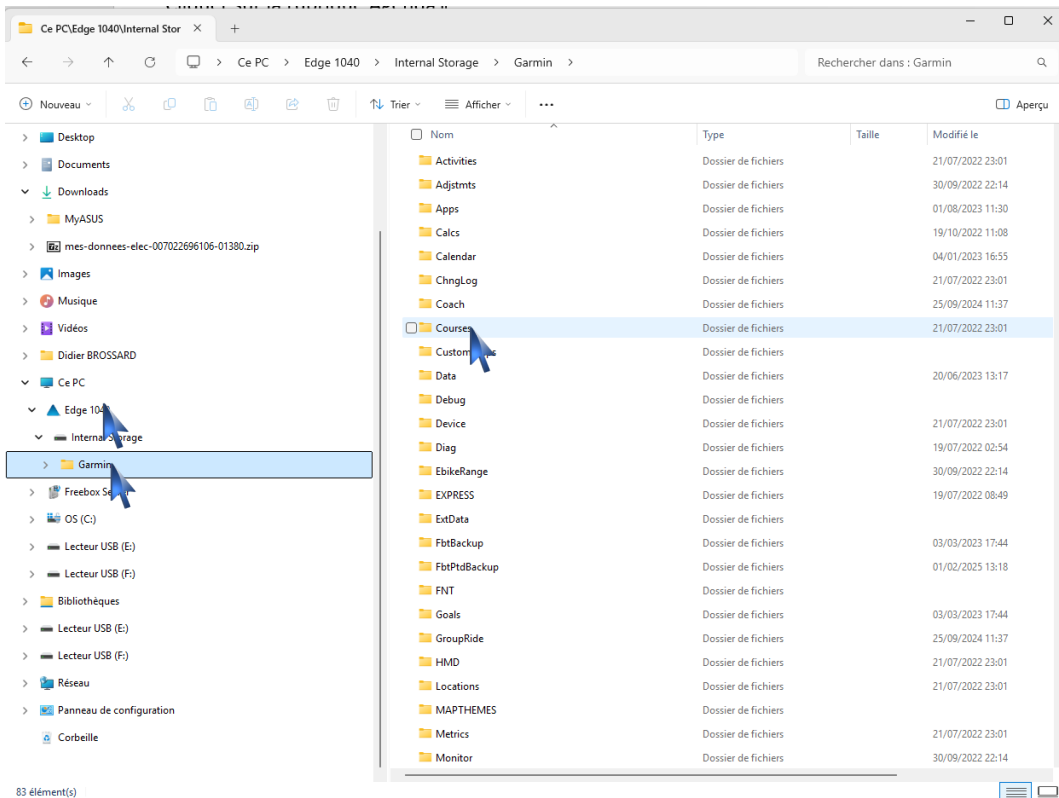 Cliquez sur la rubrique Agenda //
Ce PC\Edge 1040\Internal Stor
Ce PC > Edge 1040 > Internal Storage > Garmin >
Rechercher dans : Garmin
Nouveau
Trier
Afficher
Aperçu
Desktop
Documents
Downloads
MyASUS
mes-donnees-elec-007022696106-01380.zip
Images
Musique
Vidéos
Didier BROSSARD
Ce PC
Edge 1040
Internal Storage
Garmin
Freebox Server
OS (C:)
Lecteur USB (E:)
Lecteur USB (F:)
Bibliothèques
Lecteur USB (E:)
Lecteur USB (F:)
Réseau
Panneau de configuration
Corbeille
Nom Type Taille Modifié le
Activities Dossier de fichiers 21/07/2022 23:01
Adjstmts Dossier de fichiers 30/09/2022 22:14
Apps Dossier de fichiers 01/08/2023 11:30
Calcs Dossier de fichiers 19/10/2022 11:08
Calendar Dossier de fichiers 04/01/2023 16:55
ChngLog Dossier de fichiers 21/07/2022 23:01
Coach Dossier de fichiers 25/09/2024 11:37
Courses Dossier de fichiers 21/07/2022 23:01
Custom Dossier de fichiers
Data Dossier de fichiers 20/06/2023 13:17
Debug Dossier de fichiers
Device Dossier de fichiers 21/07/2022 23:01
Diag Dossier de fichiers 19/07/2022 02:54
EbikeRange Dossier de fichiers 30/09/2022 22:14
EXPRESS Dossier de fichiers 19/07/2022 08:49
ExtData Dossier de fichiers
FbtBackup Dossier de fichiers 03/03/2023 17:44
FbtPtdBackup Dossier de fichiers 01/02/2025 13:18
FNT Dossier de fichiers
Goals Dossier de fichiers 03/03/2023 17:44
GroupRide Dossier de fichiers 25/09/2024 11:37
HMD Dossier de fichiers 21/07/2022 23:01
Locations Dossier de fichiers 21/07/2022 23:01
MAPTHEMES Dossier de fichiers
Metrics Dossier de fichiers 21/07/2022 23:01
Monitor Dossier de fichiers 30/09/2022 22:14
83 élément(s)